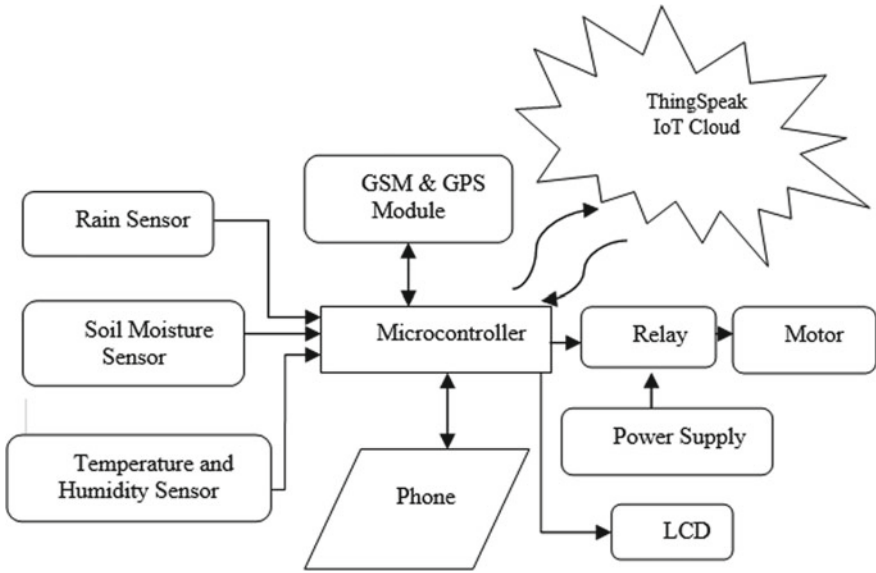 ThingSpeak
IoT Cloud
GSM & GPS
Module
Rain Sensor
Soil Moisture
Sensor
Microcontroller
Relay
Motor
Temperature and
Humidity Sensor
Power Supply
Phone
LCD